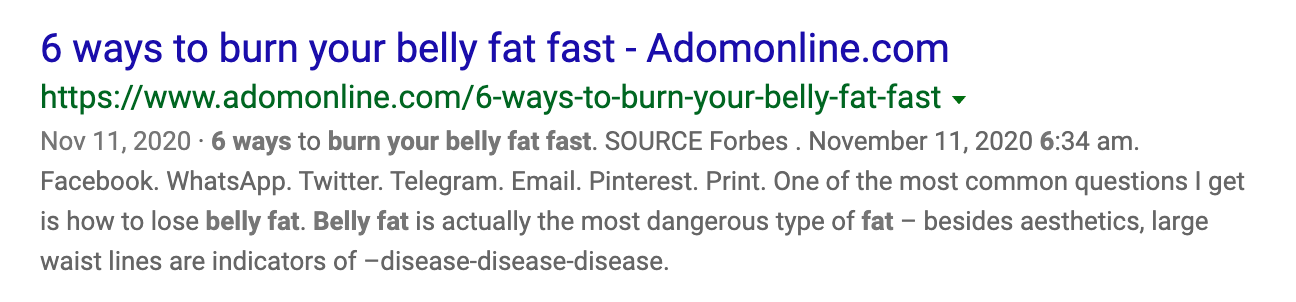 6 ways to burn your belly fat fast - Adomonline.com
https://www.adomonline.com/6-ways-to-burn-your-belly-fat-fast
Nov 11, 2020 · 6 ways to burn your belly fat fast. SOURCE Forbes . November 11, 2020 6:34 am.
Facebook. WhatsApp. Twitter. Telegram. Email. Pinterest. Print. One of the most common questions I get
is how to lose belly fat. Belly fat is actually the most dangerous type of fat – besides aesthetics, large
waist lines are indicators of –disease-disease-disease.